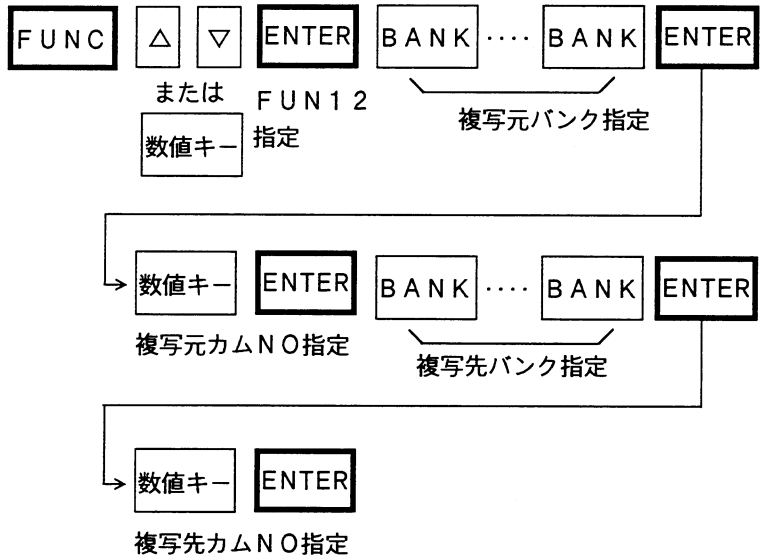 FUNC △ ▽ ENTER BANK ···· BANK ENTER
または FUN12
数値キー 指定 複写元バンク指定
数値キー ENTER BANK ···· BANK ENTER
複写元カムNO指定 複写先バンク指定
数値キー ENTER
複写先カムNO指定